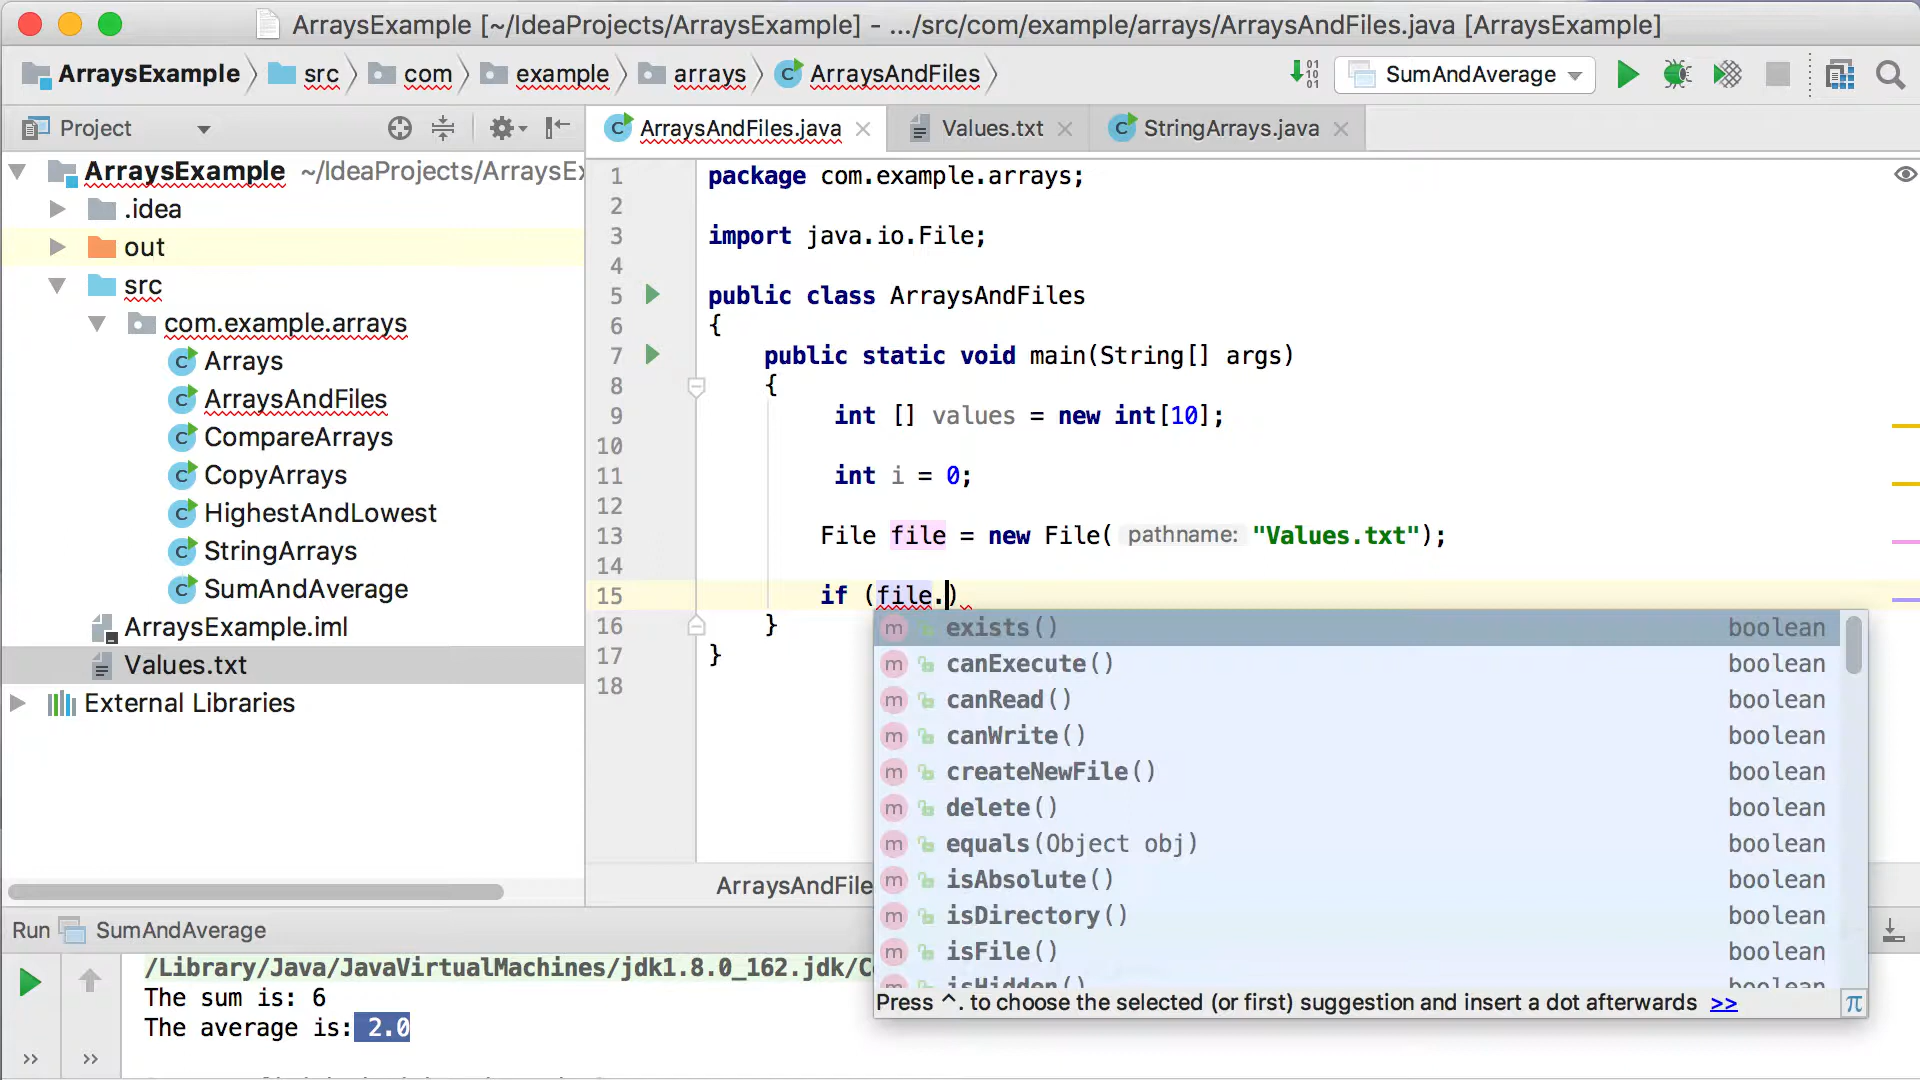 ArraysExample [~/IdeaProjects/ArraysExample] - .../src/com/example/arrays/ArraysAndFiles.java [ArraysExample]
ArraysExample src com example arrays ArraysAndFiles SumAndAverage
Project
ArraysAndFiles.java Values.txt StringArrays.java
ArraysExample ~/IdeaProjects/ArraysE
.idea
out
src
com.example.arrays
Arrays
ArraysAndFiles
CompareArrays
CopyArrays
HighestAndLowest
StringArrays
SumAndAverage
ArraysExample.iml
Values.txt
External Libraries
1 package com.example.arrays;
2
3 import java.io.File;
4
5 public class ArraysAndFiles
6 {
7 public static void main(String[] args)
8 {
9 int [] values = new int[10];
10
11 int i = 0;
12
13 File file = new File( pathname: "Values.txt");
14
15 if (file.)
16 }
17 }
18
exists() boolean
canExecute() boolean
canRead() boolean
canWrite() boolean
createNewFile() boolean
delete() boolean
equals(Object obj) boolean
isAbsolute() boolean
isDirectory() boolean
isFile() boolean
isHidden() boolean
Press ^. to choose the selected (or first) suggestion and insert a dot afterwards >> π
ArraysAndFile
Run SumAndAverage
/Library/Java/JavaVirtualMachines/jdk1.8.0_162.jdk/C
The sum is: 6
The average is: 2.0